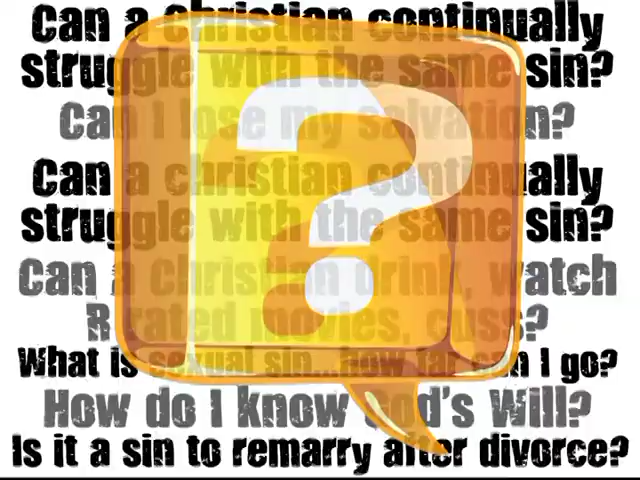 Can a christian continually
struggle with the same sin?
Can I lose my salvation?
Can a christian continually
struggle with the same sin?
Can a christian drink, watch
R rated movies, cuss?
What is sexual sin...how far can I go?
How do I know God's Will?
Is it a sin to remarry after divorce?
?